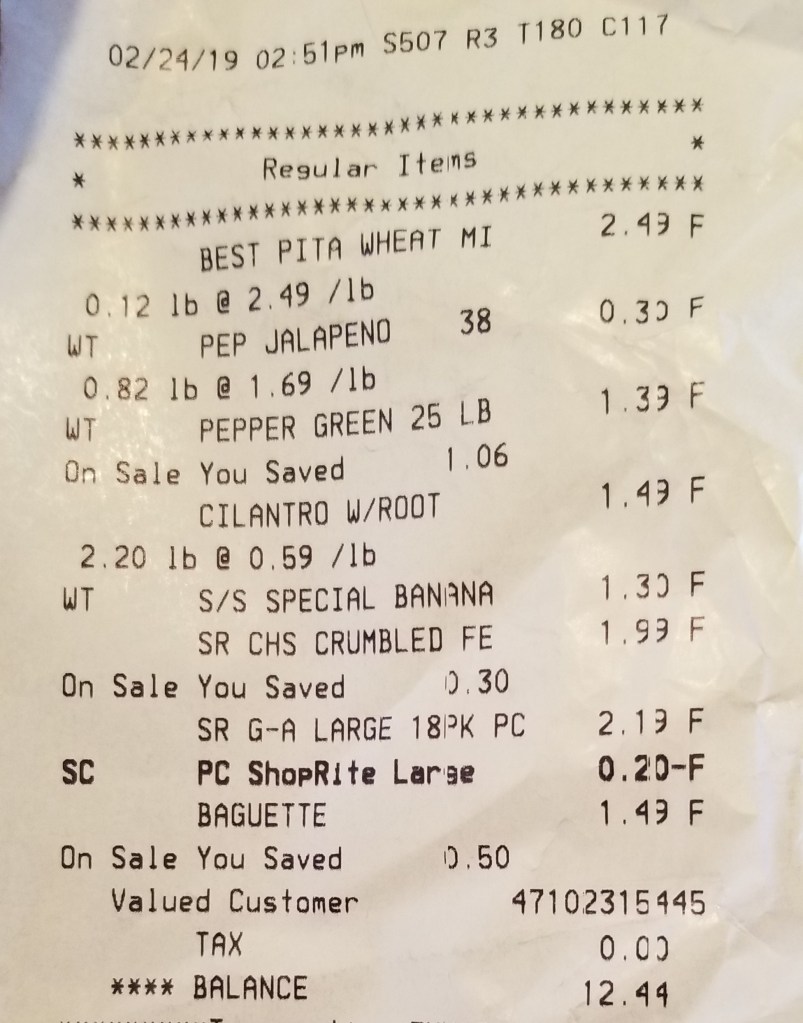 02/24/19 02:51pm S507 R3 T180 C117
***************************************
* Regular Items *
***************************************
BEST PITA WHEAT MI 2.49 F
0.12 lb @ 2.49 /lb
WT PEP JALAPENO 38 0.30 F
0.82 lb @ 1.69 /lb
WT PEPPER GREEN 25 LB 1.39 F
On Sale You Saved 1.06
CILANTRO W/ROOT 1.49 F
2.20 lb @ 0.59 /lb
WT S/S SPECIAL BANANA 1.30 F
SR CHS CRUMBLED FE 1.99 F
On Sale You Saved 0.30
SR G-A LARGE 18PK PC 2.19 F
SC PC ShopRite Large 0.20-F
BAGUETTE 1.49 F
On Sale You Saved 0.50
Valued Customer 47102315445
TAX 0.00
**** BALANCE 12.44